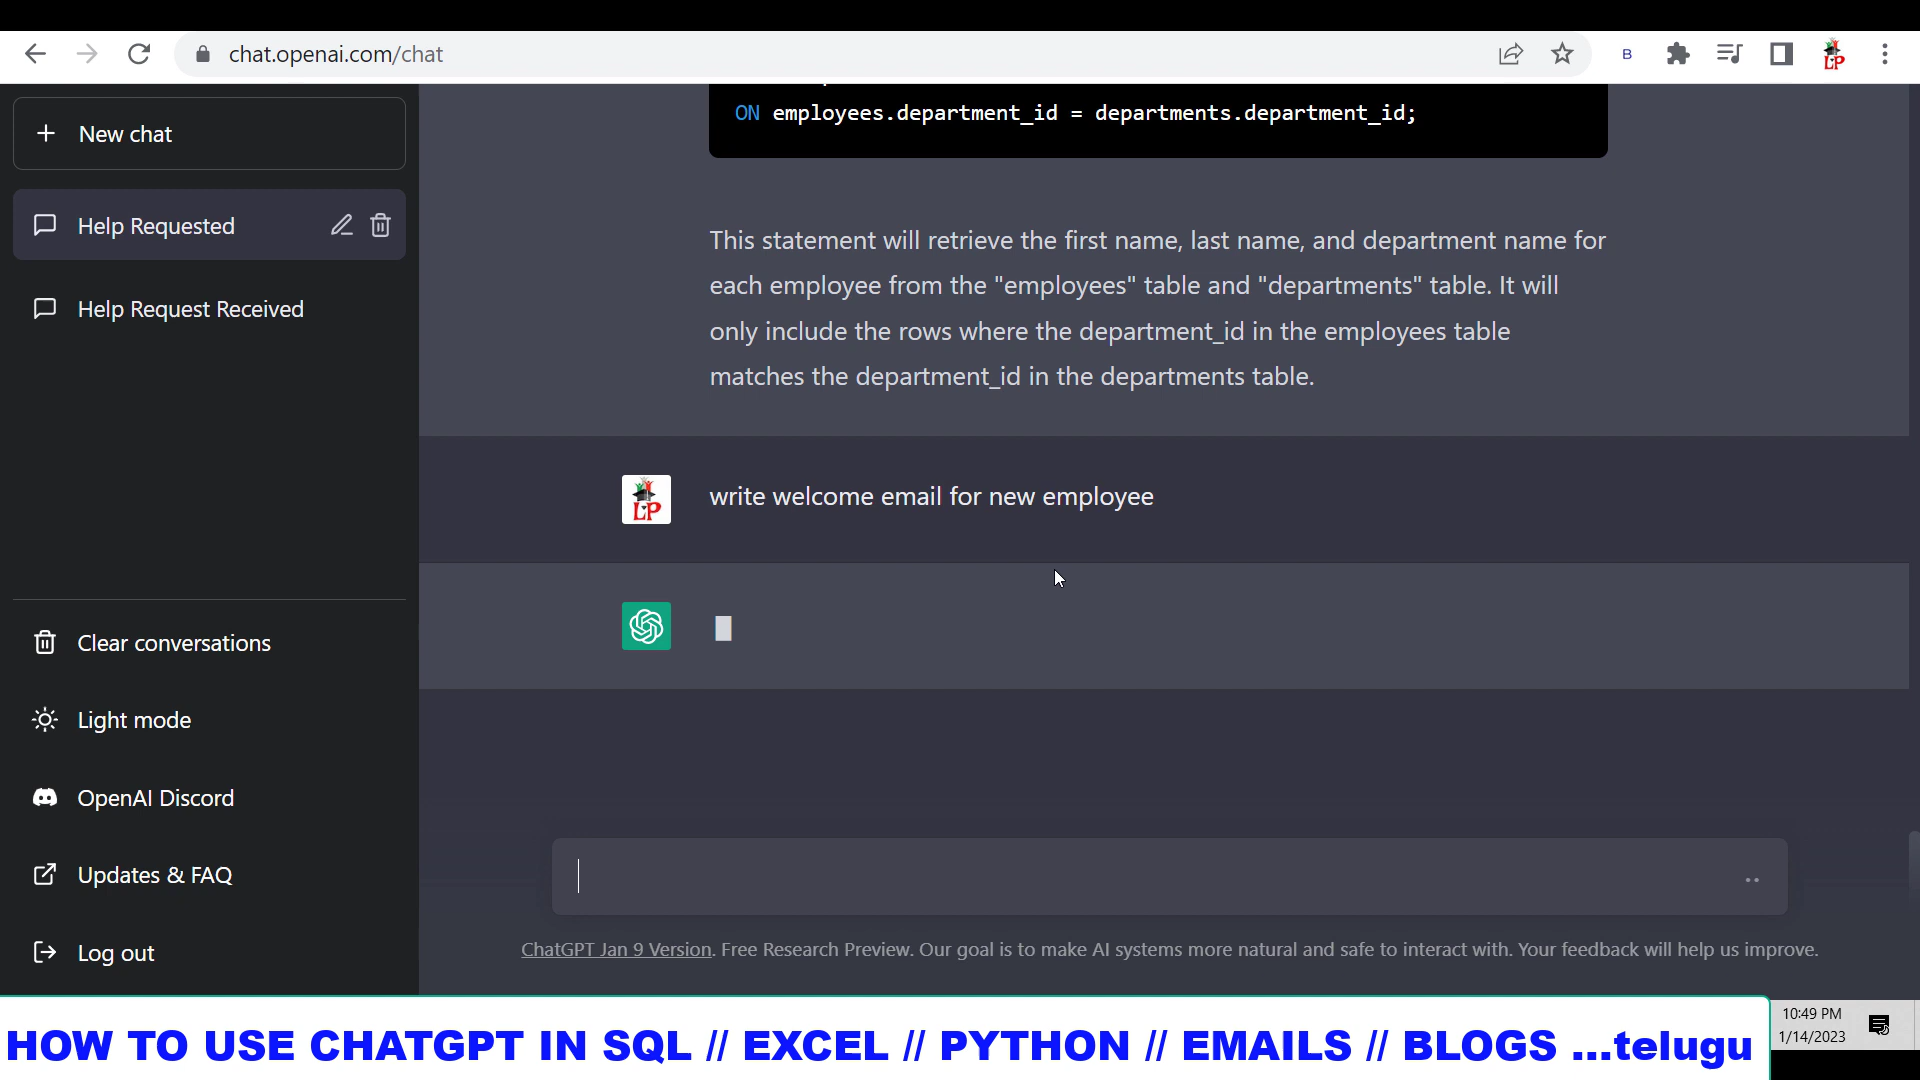 chat.openai.com/chat
B
LP
New chat
Help Requested
Help Request Received
Clear conversations
Light mode
OpenAI Discord
Updates & FAQ
Log out
ON employees.department_id = departments.department_id;
This statement will retrieve the first name, last name, and department name for
each employee from the "employees" table and "departments" table. It will
only include the rows where the department_id in the employees table
matches the department_id in the departments table.
LP
write welcome email for new employee
ChatGPT Jan 9 Version. Free Research Preview. Our goal is to make AI systems more natural and safe to interact with. Your feedback will help us improve.
HOW TO USE CHATGPT IN SQL // EXCEL // PYTHON // EMAILS // BLOGS ...telugu
10:49 PM
1/14/2023